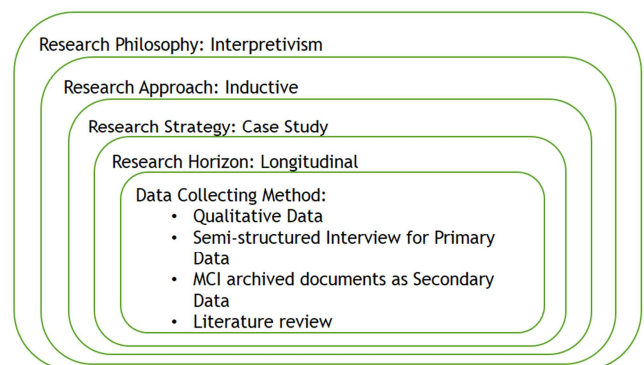 Research Philosophy: Interpretivism
Research Approach: Inductive
Research Strategy: Case Study
Research Horizon: Longitudinal
Data Collecting Method:
• Qualitative Data
• Semi-structured Interview for Primary
Data
• MCI archived documents as Secondary
Data
• Literature review